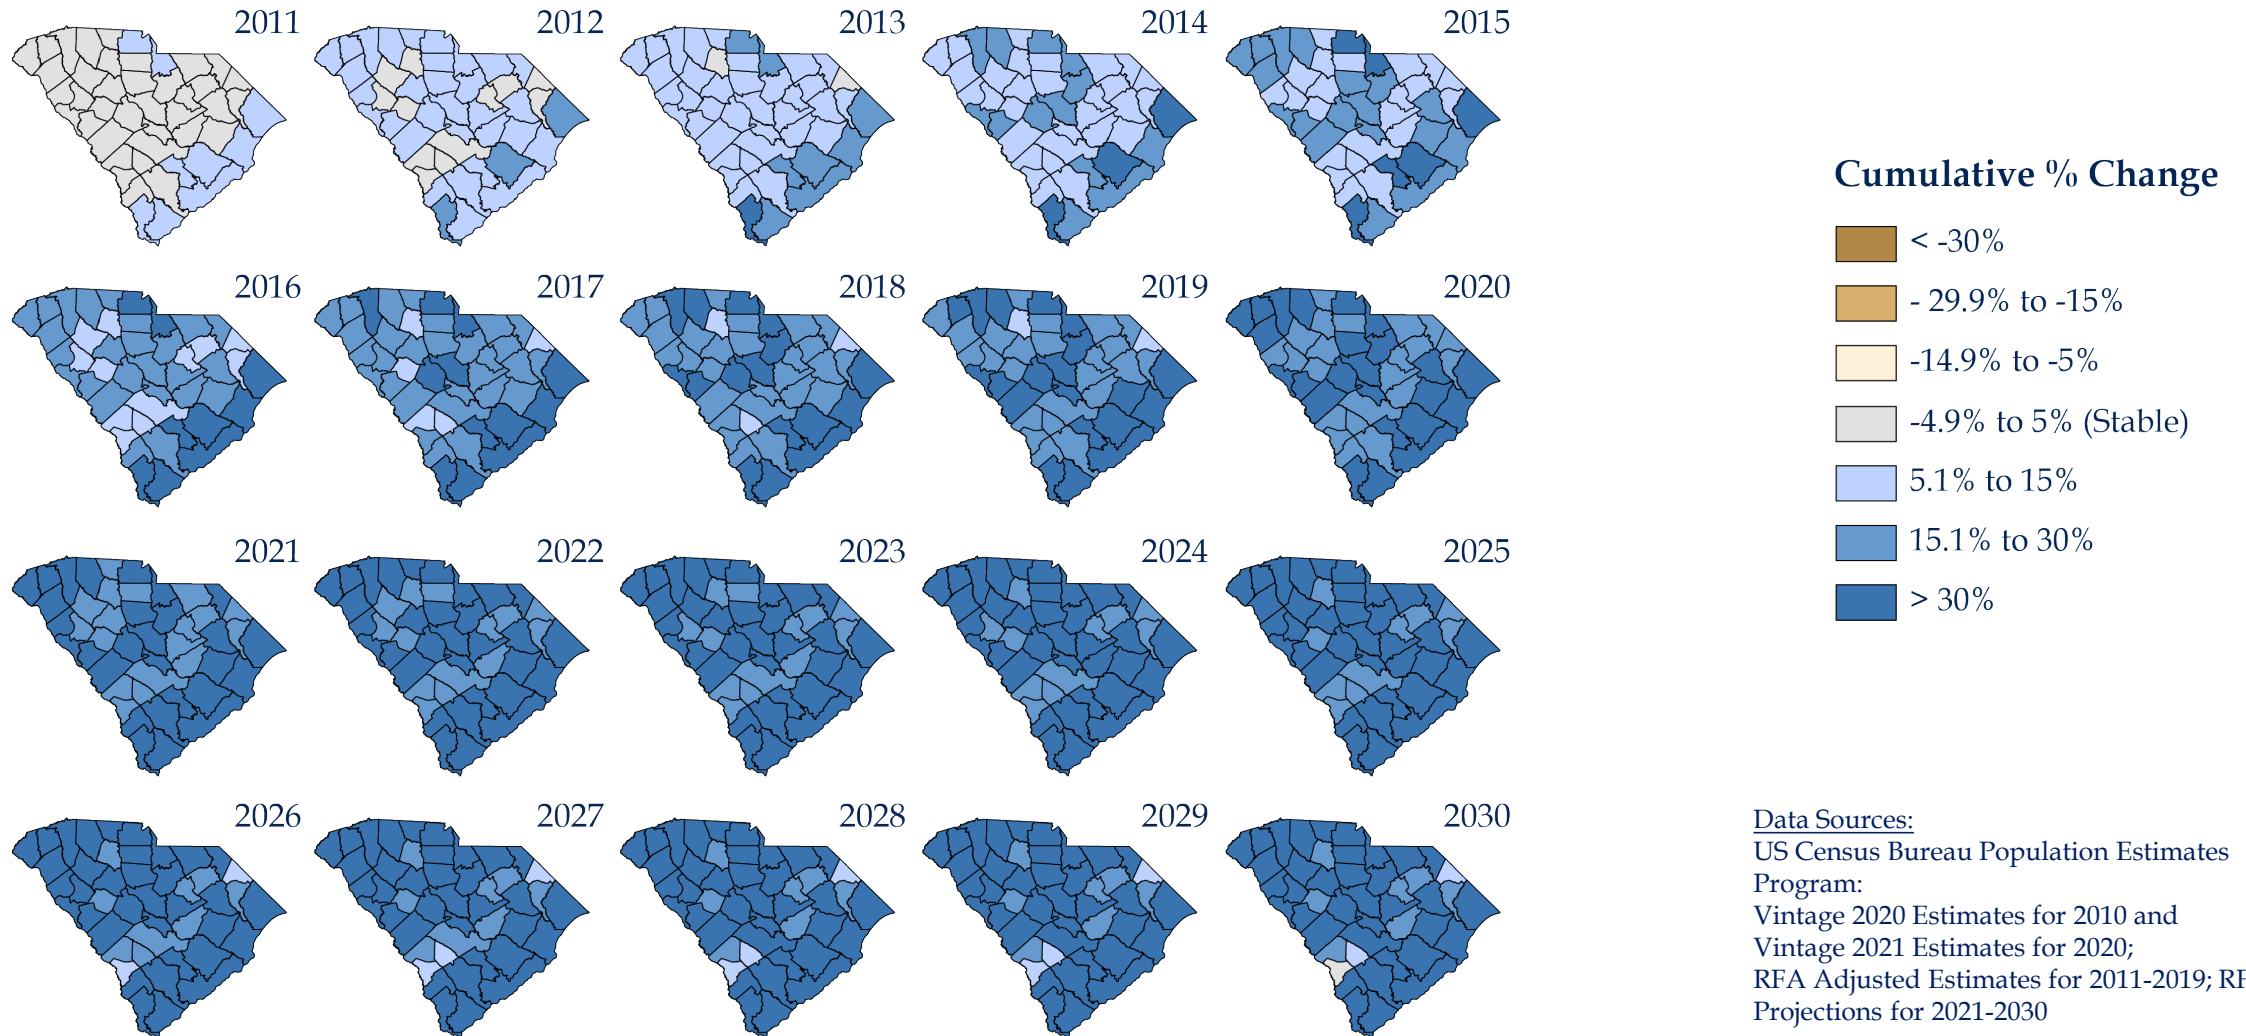 2011
2012
2013
2014
2015
2016
2017
2018
2019
2020
2021
2022
2023
2024
2025
2026
2027
2028
2029
2030
Cumulative % Change
< -30%
- 29.9% to -15%
-14.9% to -5%
-4.9% to 5% (Stable)
5.1% to 15%
15.1% to 30%
> 30%
Data Sources:
US Census Bureau Population Estimates
Program:
Vintage 2020 Estimates for 2010 and
Vintage 2021 Estimates for 2020;
RFA Adjusted Estimates for 2011-2019;
Projections for 2021-2030